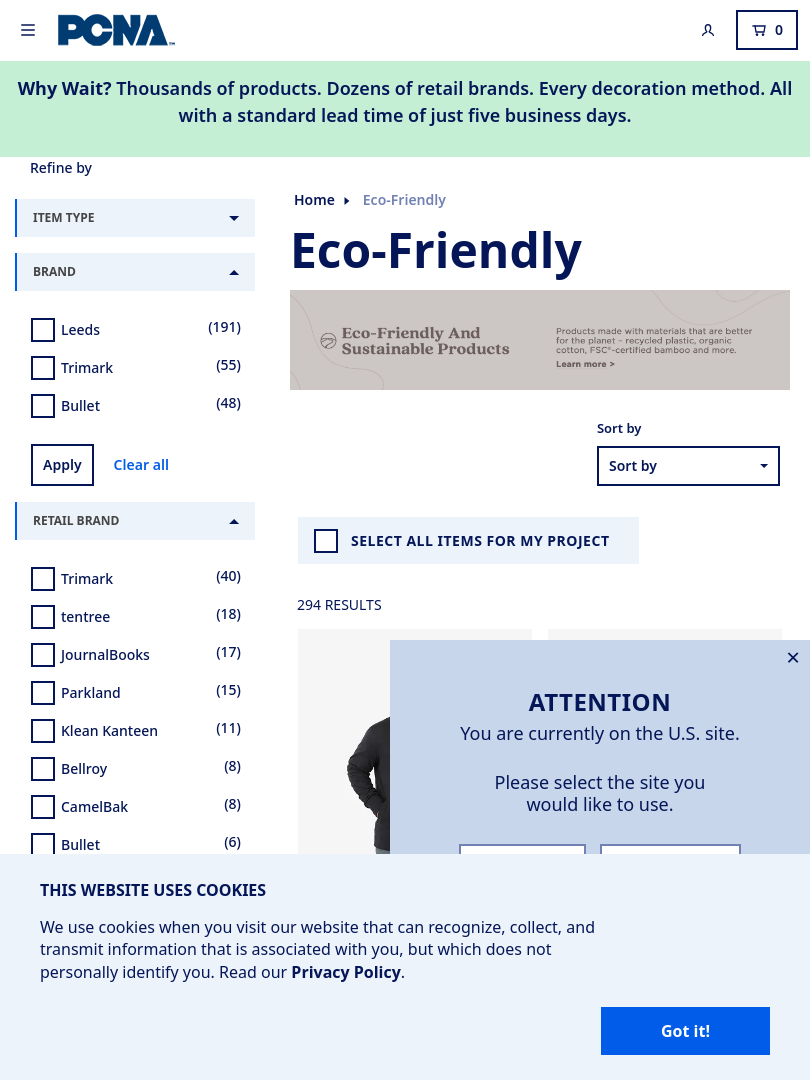 PCNA
0
Why Wait? Thousands of products. Dozens of retail brands. Every decoration method. All
with a standard lead time of just five business days.
Refine by
ITEM TYPE
BRAND
Leeds (191)
Trimark (55)
Bullet (48)
Apply Clear all
RETAIL BRAND
Trimark (40)
tentree (18)
JournalBooks (17)
Parkland (15)
Klean Kanteen (11)
Bellroy (8)
CamelBak (8)
Bullet (6)
Home Eco-Friendly
Eco-Friendly
Eco-Friendly And
Sustainable Products
Products made with materials that are better
for the planet – recycled plastic, organic
cotton, FSC®-certified bamboo and more.
Learn more >
Sort by
Sort by
SELECT ALL ITEMS FOR MY PROJECT
294 RESULTS
ATTENTION
You are currently on the U.S. site.
Please select the site you
would like to use.
THIS WEBSITE USES COOKIES
We use cookies when you visit our website that can recognize, collect, and
transmit information that is associated with you, but which does not
personally identify you. Read our Privacy Policy.
Got it!